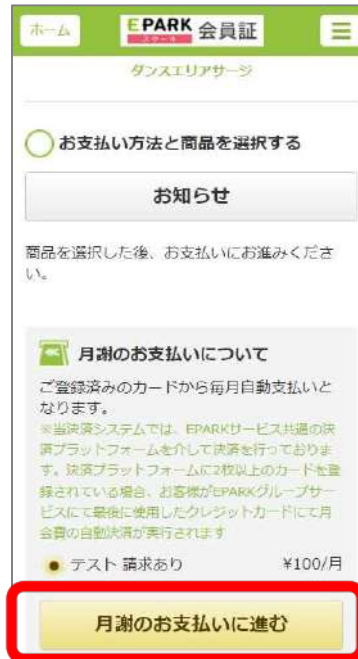 ホーム
EPARK 会員証
スクール
ダンスエリアサージ
お支払い方法と商品を選択する
お知らせ
商品を選択した後、お支払いにお進みくださ
い。
月謝のお支払いについて
ご登録済みのカードから毎月自動支払いと
なります。
※当決済システムでは、EPARKサービス共通の決
済プラットフォームを介して決済を行っておりま
す。決済プラットフォームに2枚以上のカードを登
録されている場合、お客様がEPARKグループサー
ビスにて最後に使用したクレジットカードにて月
会費の自動決済が実行されます
テスト 請求あり ¥100/月
月謝のお支払いに進む